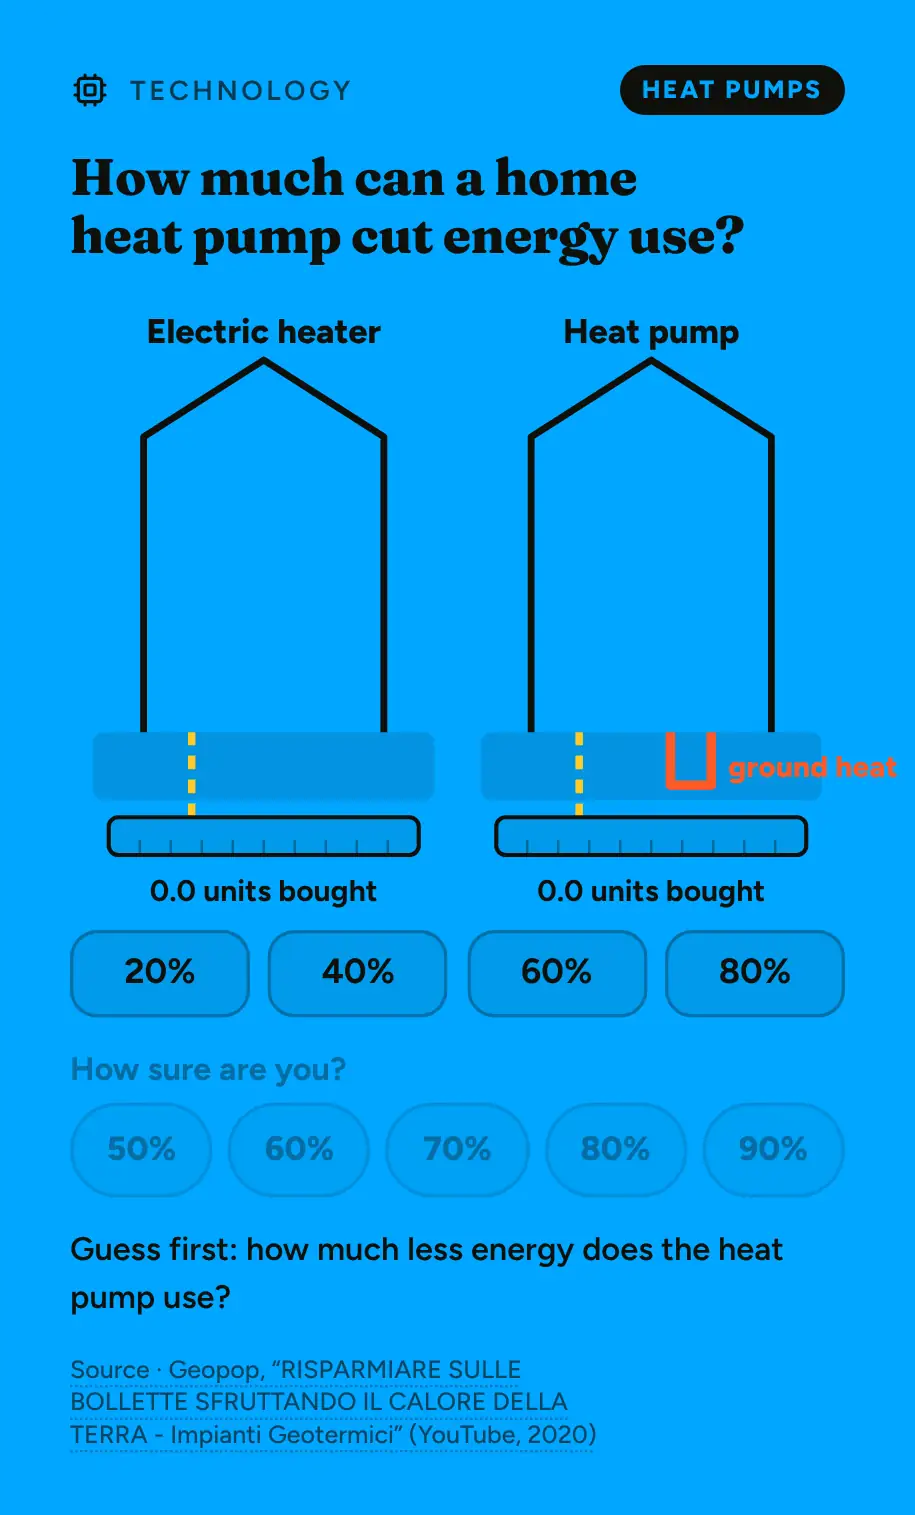 TECHNOLOGY
HEAT PUMPS
How much can a home
heat pump cut energy use?
Electric heater
Heat pump
ground heat
0.0 units bought
0.0 units bought
20%
40%
60%
80%
How sure are you?
50%
60%
70%
80%
90%
Guess first: how much less energy does the heat
pump use?
Source · Geopop, “RISPARMIARE SULLE
BOLLETTE SFRUTTANDO IL CALORE DELLA
TERRA - Impianti Geotermici” (YouTube, 2020)